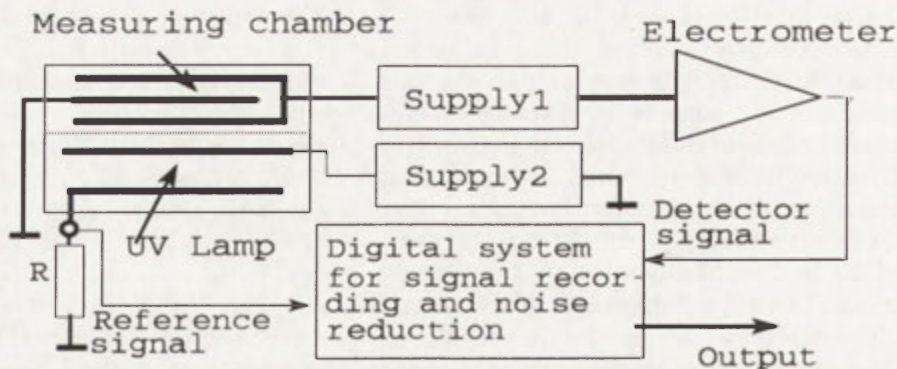 Measuring chamber
Electrometer
Supply1
Supply2
UV Lamp
Detector
signal
R
Digital system
for signal recor
ding and noise
reduction
Reference
signal
Output